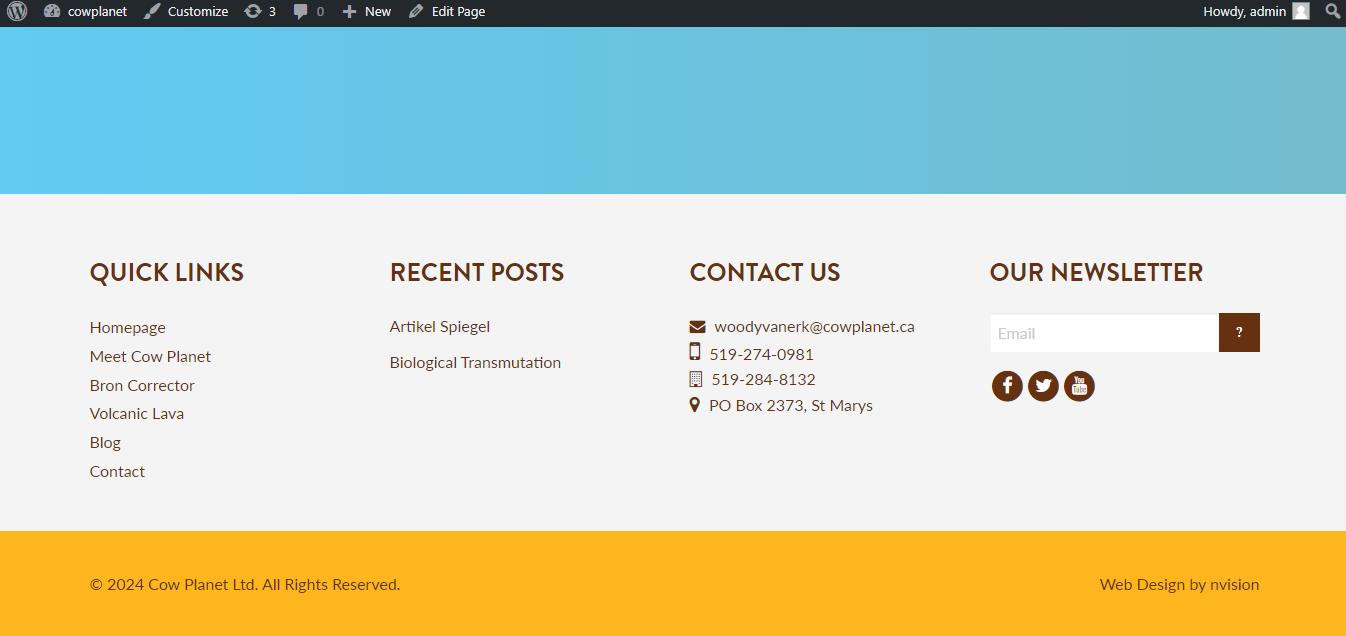 cowplanet Customize 3 0 New Edit Page Howdy, admin
QUICK LINKS
Homepage
Meet Cow Planet
Bron Corrector
Volcanic Lava
Blog
Contact
RECENT POSTS
Artikel Spiegel
Biological Transmutation
CONTACT US
woodyvanerk@cowplanet.ca
519-274-0981
519-284-8132
PO Box 2373, St Marys
OUR NEWSLETTER
Email ?
You Tube
© 2024 Cow Planet Ltd. All Rights Reserved.
Web Design by nvision